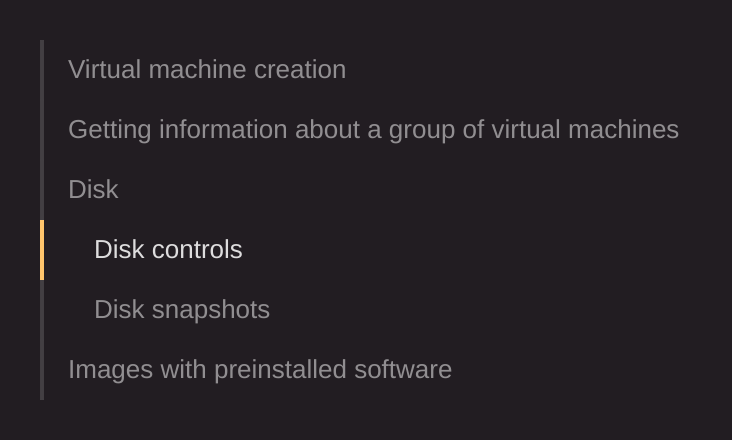 Virtual machine creation
Getting information about a group of virtual machines
Disk
Disk controls
Disk snapshots
Images with preinstalled software